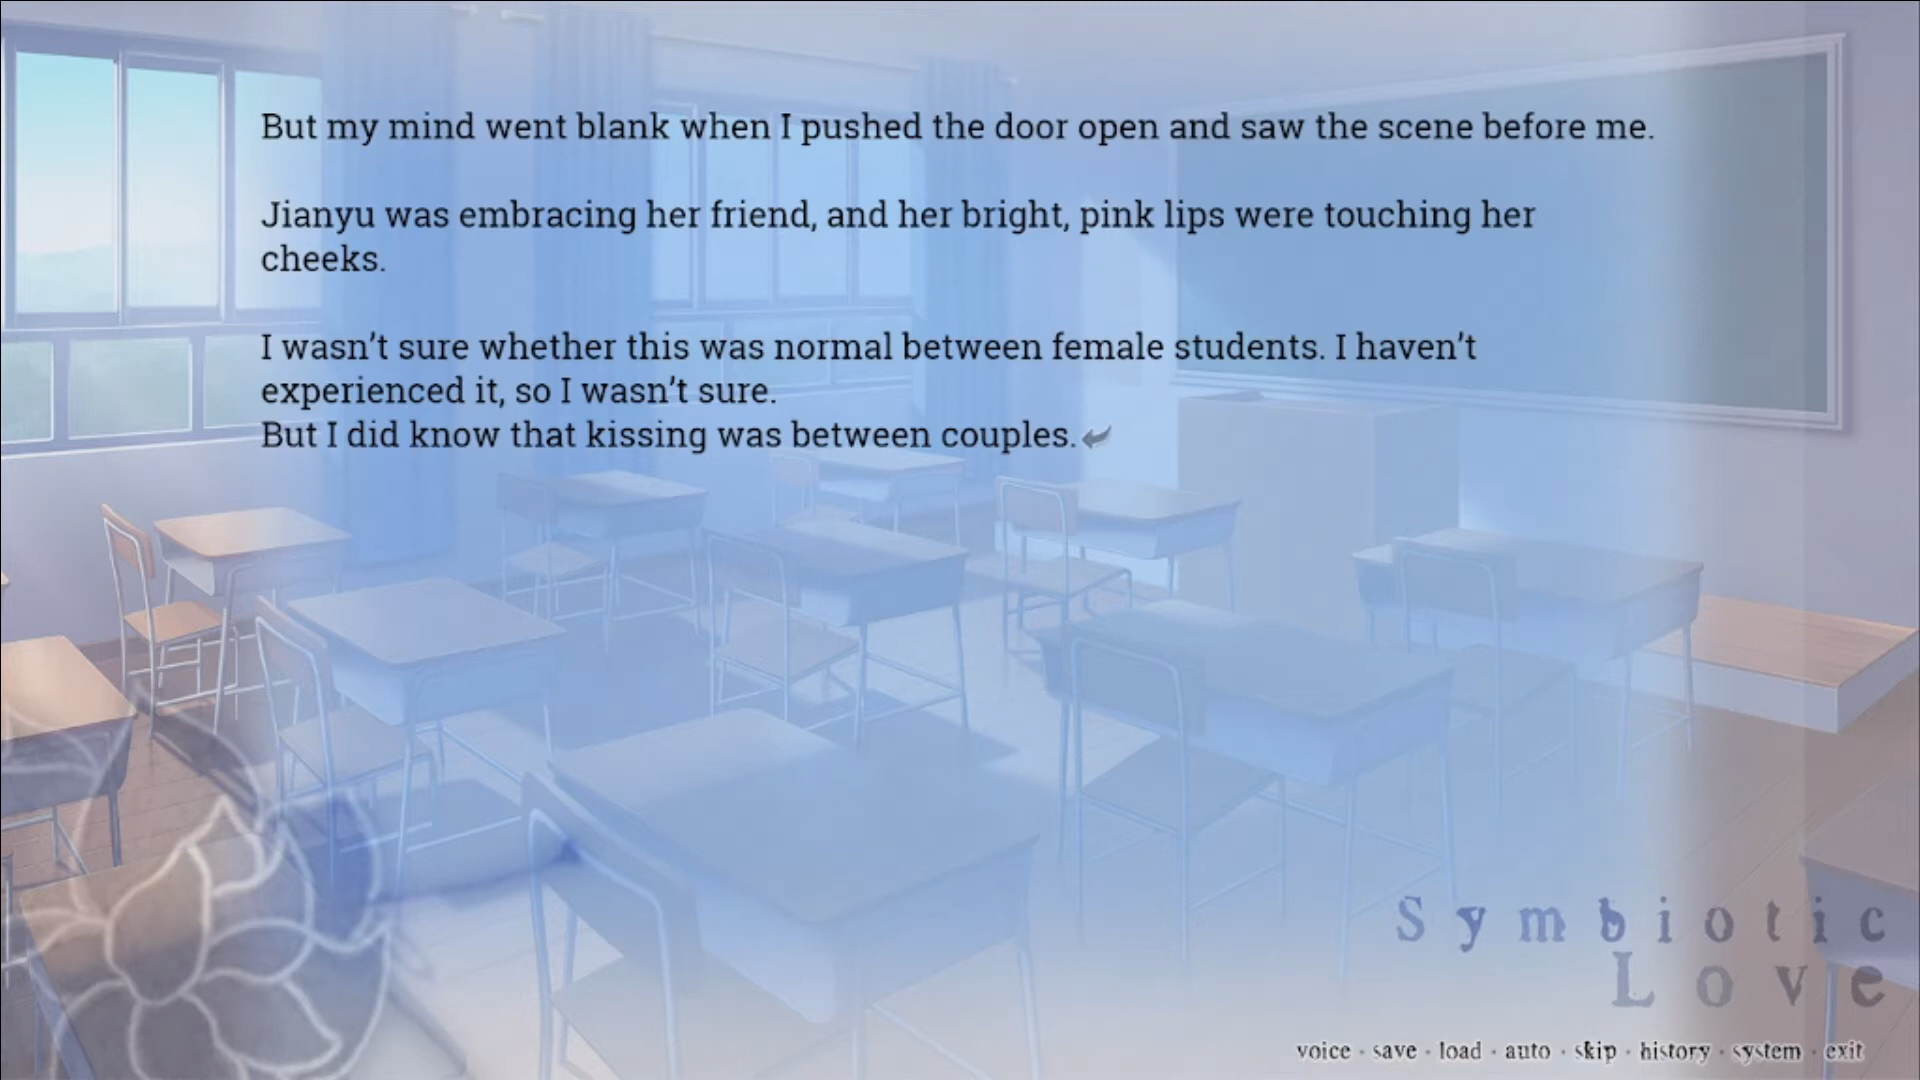 But my mind went blank when I pushed the door open and saw the scene before me.
Jianyu was embracing her friend, and her bright, pink lips were touching her
cheeks.
I wasn’t sure whether this was normal between female students. I haven’t
experienced it, so I wasn’t sure.
But I did know that kissing was between couples.
Symbiotic
Love
voice · save · load · auto · skip · history · system · exit